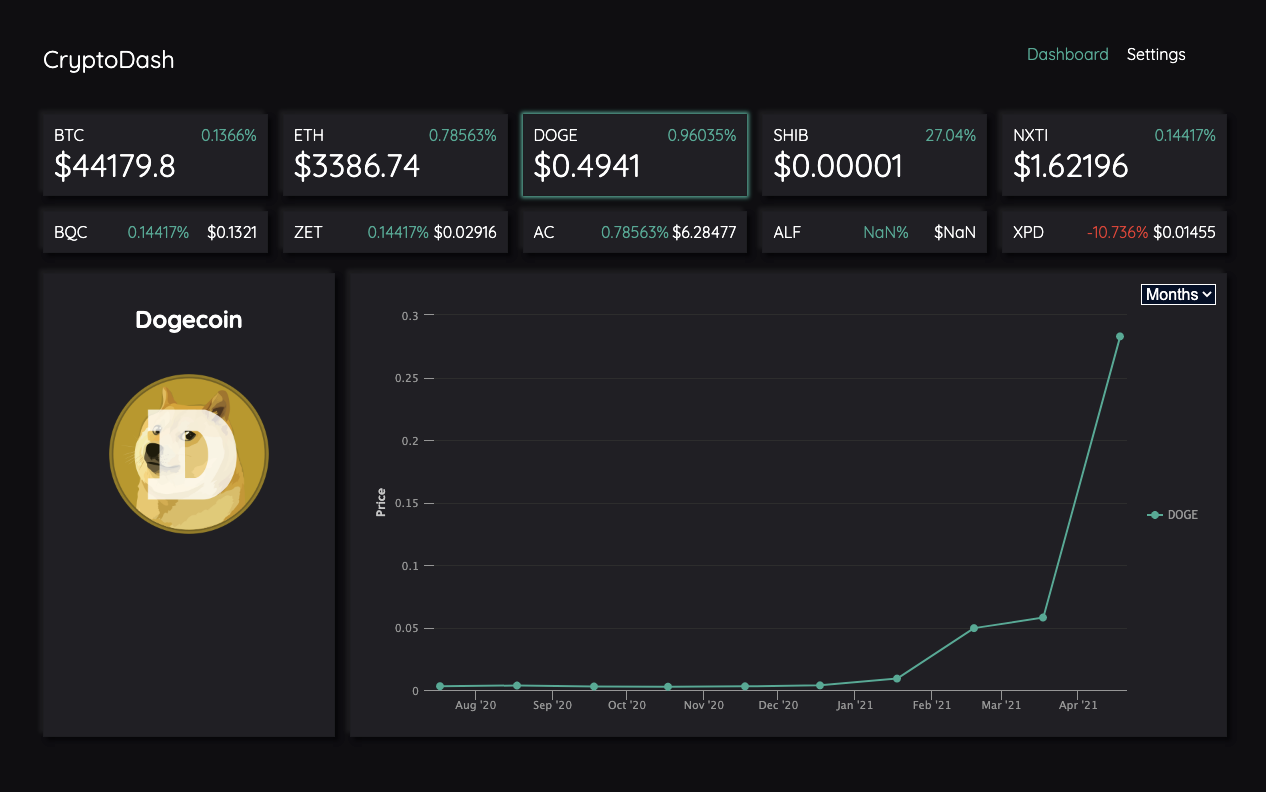 CryptoDash
Dashboard Settings
BTC 0.1366%
$44179.8
ETH 0.78563%
$3386.74
DOGE 0.96035%
$0.4941
SHIB 27.04%
$0.00001
NXTI 0.14417%
$1.62196
BQC 0.14417% $0.1321
ZET 0.14417% $0.02916
AC 0.78563% $6.28477
ALF NaN% $NaN
XPD -10.736% $0.01455
Dogecoin
D
Months
Price
0.3
0.25
0.2
0.15
0.1
0.05
0
Aug '20 Sep '20 Oct '20 Nov '20 Dec '20 Jan '21 Feb '21 Mar '21 Apr '21
DOGE